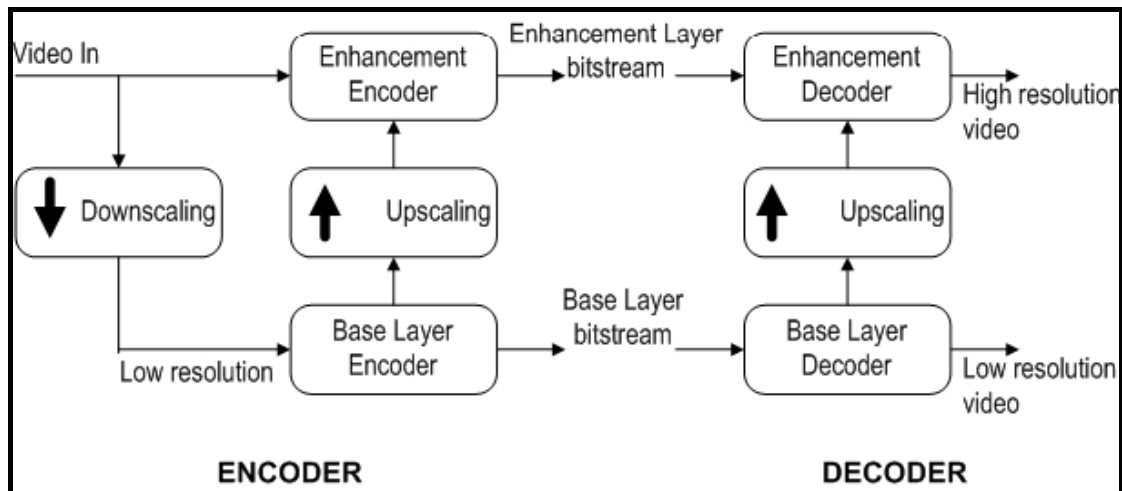 Video In
Enhancement
Encoder
Enhancement Layer
bitstream
Enhancement
Decoder
High resolution
video
Downscaling
Upscaling
Upscaling
Low resolution
Base Layer
Encoder
Base Layer
bitstream
Base Layer
Decoder
Low resolution
video
ENCODER
DECODER